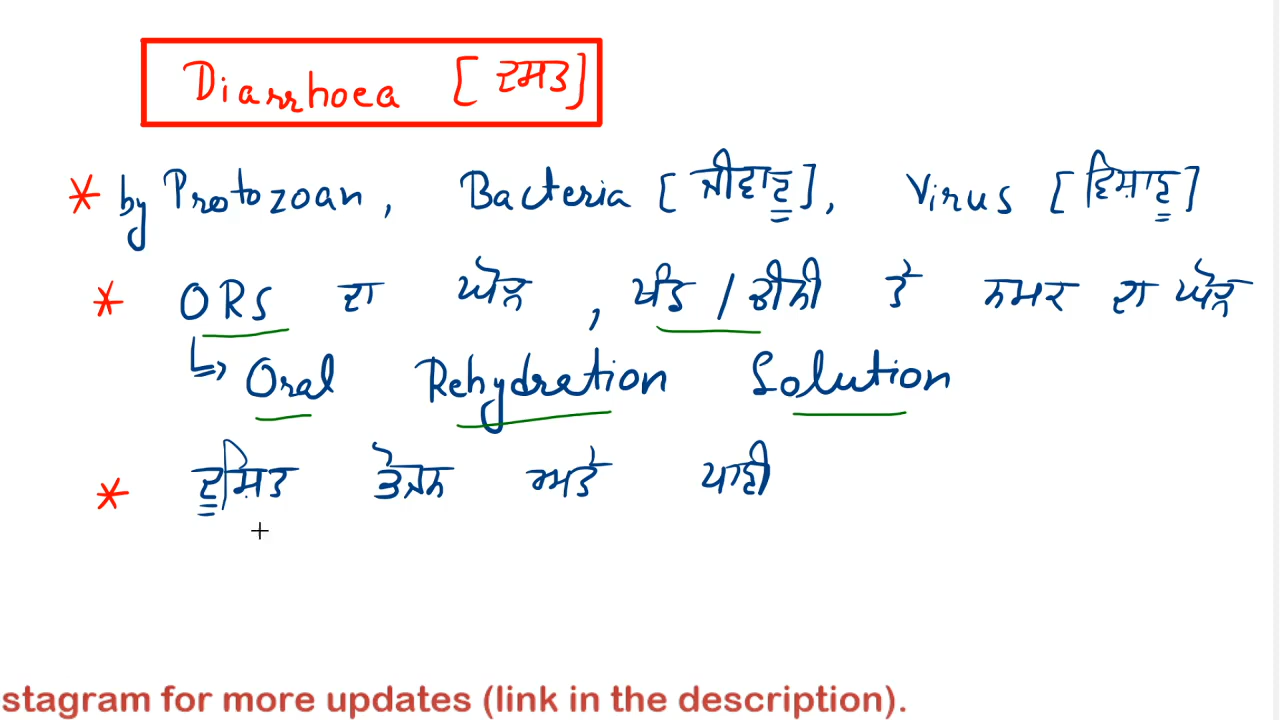 Diarrhoea [ਦਸਤ]
* by Protozoan, Bacteria [ਜੀਵਾਣੂ], Virus [ਵਿਸ਼ਾਣੂ]
* ORS ਦਾ ਘੋਲ, ਖੰਡ / ਚੀਨੀ ਤੇ ਨਮਕ ਦਾ ਘੋਲ
↳ Oral Rehydration Solution
* ਦੂਸ਼ਿਤ ਭੋਜਨ ਅਤੇ ਪਾਣੀ
stagram for more updates (link in the description).